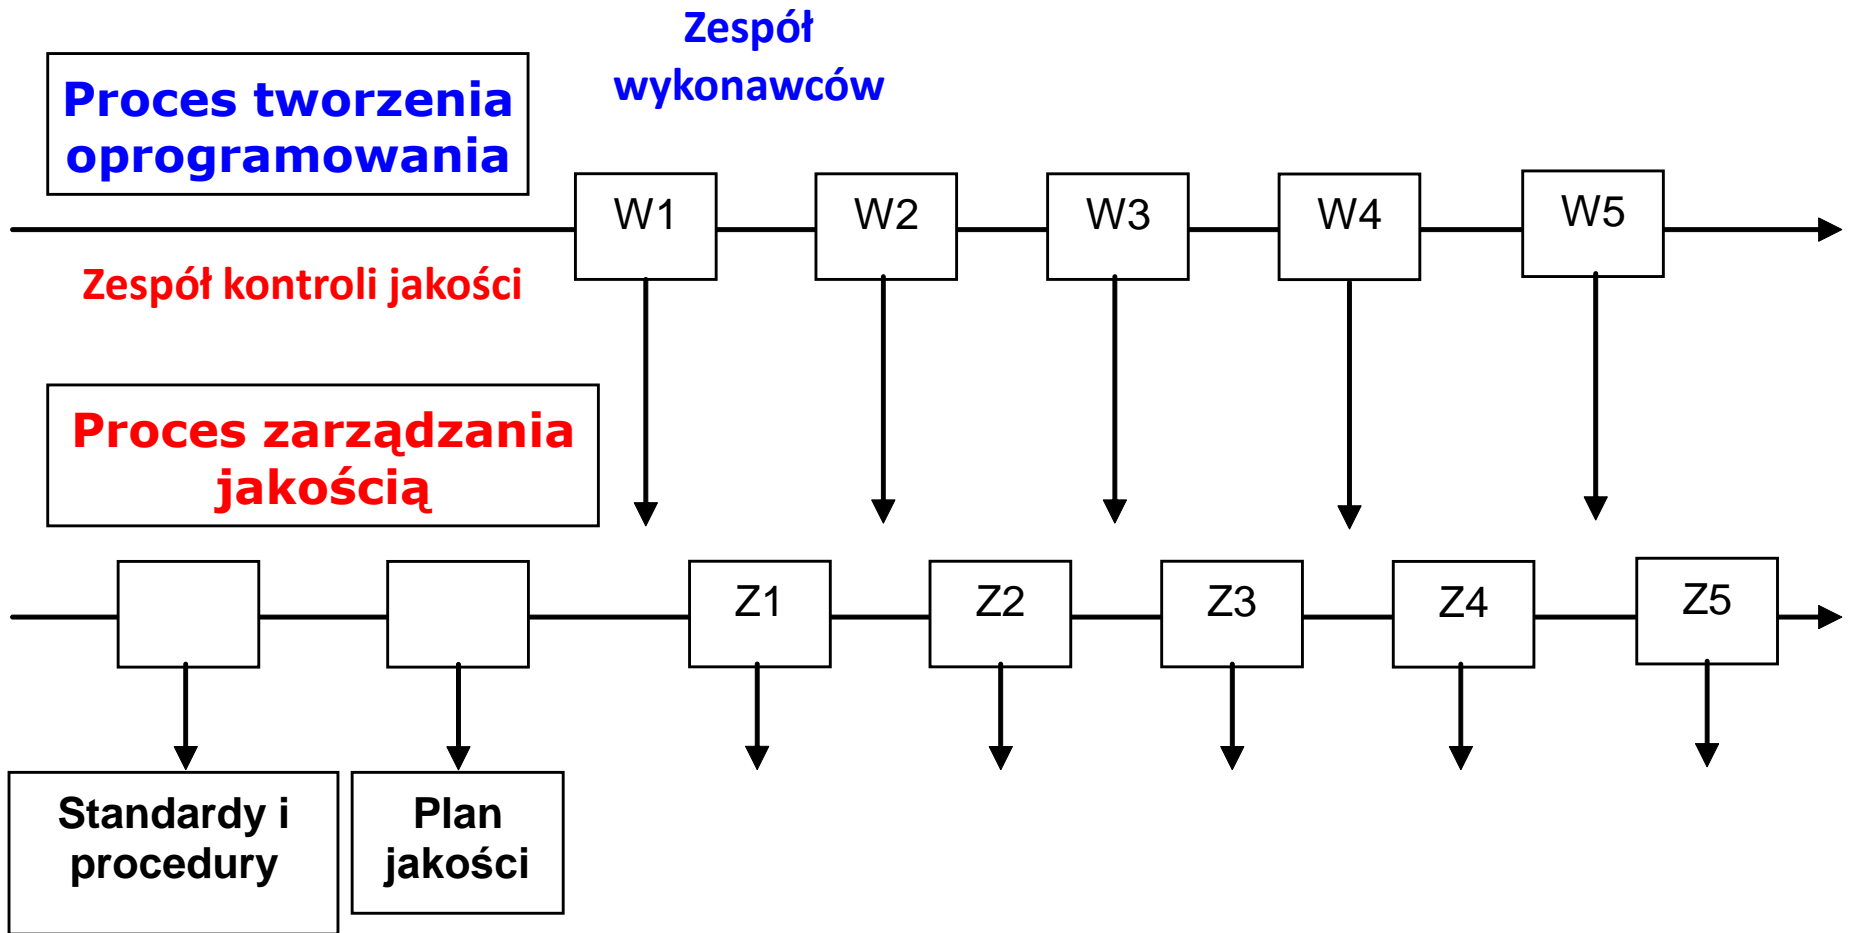 Zespół
wykonawców
Proces tworzenia
oprogramowania
W1
W2
W3
W4
W5
Zespół kontroli jakości
Proces zarządzania
jakością
Z1
Z2
Z3
Z4
Z5
Standardy i
procedury
Plan
jakości